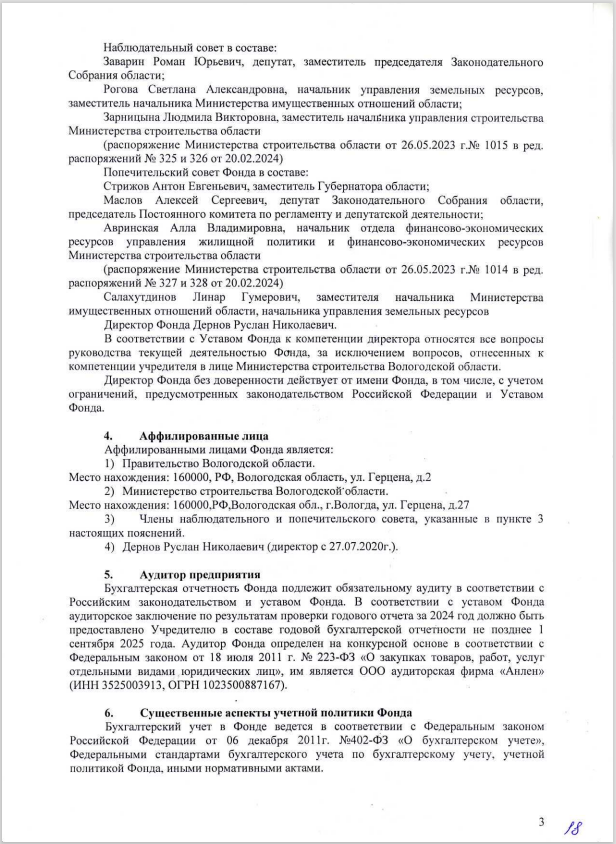 Наблюдательный совет в составе:
Заварин Роман Юрьевич, депутат, заместитель председателя Законодательного
Собрания области;
Рогова Светлана Александровна, начальник управления земельных ресурсов,
заместитель начальника Министерства имущественных отношений области;
Зарницына Людмила Викторовна, заместитель начальника управления строительства
Министерства строительства области
(распоряжение Министерства строительства области от 26.05.2023 г.№ 1015 в ред.
распоряжений № 325 и 326 от 20.02.2024)
Попечительский совет Фонда в составе:
Стрижов Антон Евгеньевич, заместитель Губернатора области;
Маслов Алексей Сергеевич, депутат Законодательного Собрания области,
председатель Постоянного комитета по регламенту и депутатской деятельности;
Авринская Алла Владимировна, начальник отдела финансово-экономических
ресурсов управления жилищной политики и финансово-экономических ресурсов
Министерства строительства области
(распоряжение Министерства строительства области от 26.05.2023 г.№ 1014 в ред.
распоряжений № 327 и 328 от 20.02.2024)
Салахутдинов Линар Гумерович, заместителя начальника Министерства
имущественных отношений области, начальника управления земельных ресурсов
Директор Фонда Дернов Руслан Николаевич.
В соответствии с Уставом Фонда к компетенции директора относятся все вопросы
руководства текущей деятельностью Фонда, за исключением вопросов, отнесенных к
компетенции учредителя в лице Министерства строительства Вологодской области.
Директор Фонда без доверенности действует от имени Фонда, в том числе, с учетом
ограничений, предусмотренных законодательством Российской Федерации и Уставом
Фонда.
4. Аффилированные лица
Аффилированными лицами Фонда является:
1) Правительство Вологодской области.
Место нахождения: 160000, РФ, Вологодская область, ул. Герцена, д.2
2) Министерство строительства Вологодской области.
Место нахождения: 160000,РФ,Вологодская обл., г.Вологда, ул. Герцена, д.27
3) Члены наблюдательного и попечительского совета, указанные в пункте 3
настоящих пояснений.
4) Дернов Руслан Николаевич (директор с 27.07.2020г.).
5. Аудитор предприятия
Бухгалтерская отчетность Фонда подлежит обязательному аудиту в соответствии с
Российским законодательством и уставом Фонда. В соответствии с уставом Фонда
аудиторское заключение по результатам проверки годового отчета за 2024 год должно быть
предоставлено Учредителю в составе годовой бухгалтерской отчетности не позднее 1
сентября 2025 года. Аудитор Фонда определен на конкурсной основе в соответствии с
Федеральным законом от 18 июля 2011 г. № 223-ФЗ «О закупках товаров, работ, услуг
отдельными видами юридических лиц», им является ООО аудиторская фирма «Анлен»
(ИНН 3525003913, ОГРН 1023500887167).
6. Существенные аспекты учетной политики Фонда
Бухгалтерский учет в Фонде ведется в соответствии с Федеральным законом
Российской Федерации от 06 декабря 2011г. №402-ФЗ «О бухгалтерском учете»,
Федеральными стандартами бухгалтерского учета по бухгалтерскому учету, учетной
политикой Фонда, иными нормативными актами.
3
18